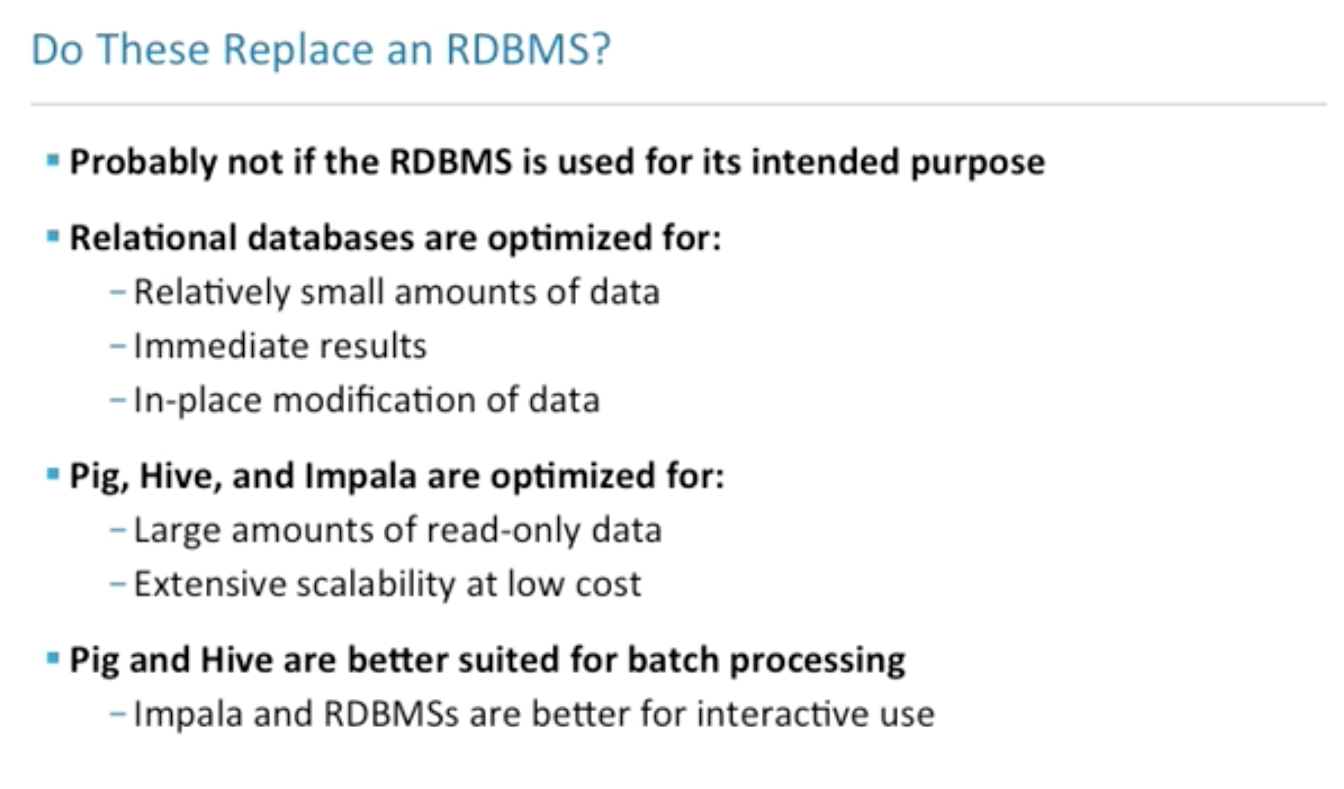 Do These Replace an RDBMS?
▪ Probably not if the RDBMS is used for its intended purpose
▪ Relational databases are optimized for:
– Relatively small amounts of data
– Immediate results
– In-place modification of data
▪ Pig, Hive, and Impala are optimized for:
– Large amounts of read-only data
– Extensive scalability at low cost
▪ Pig and Hive are better suited for batch processing
– Impala and RDBMSs are better for interactive use